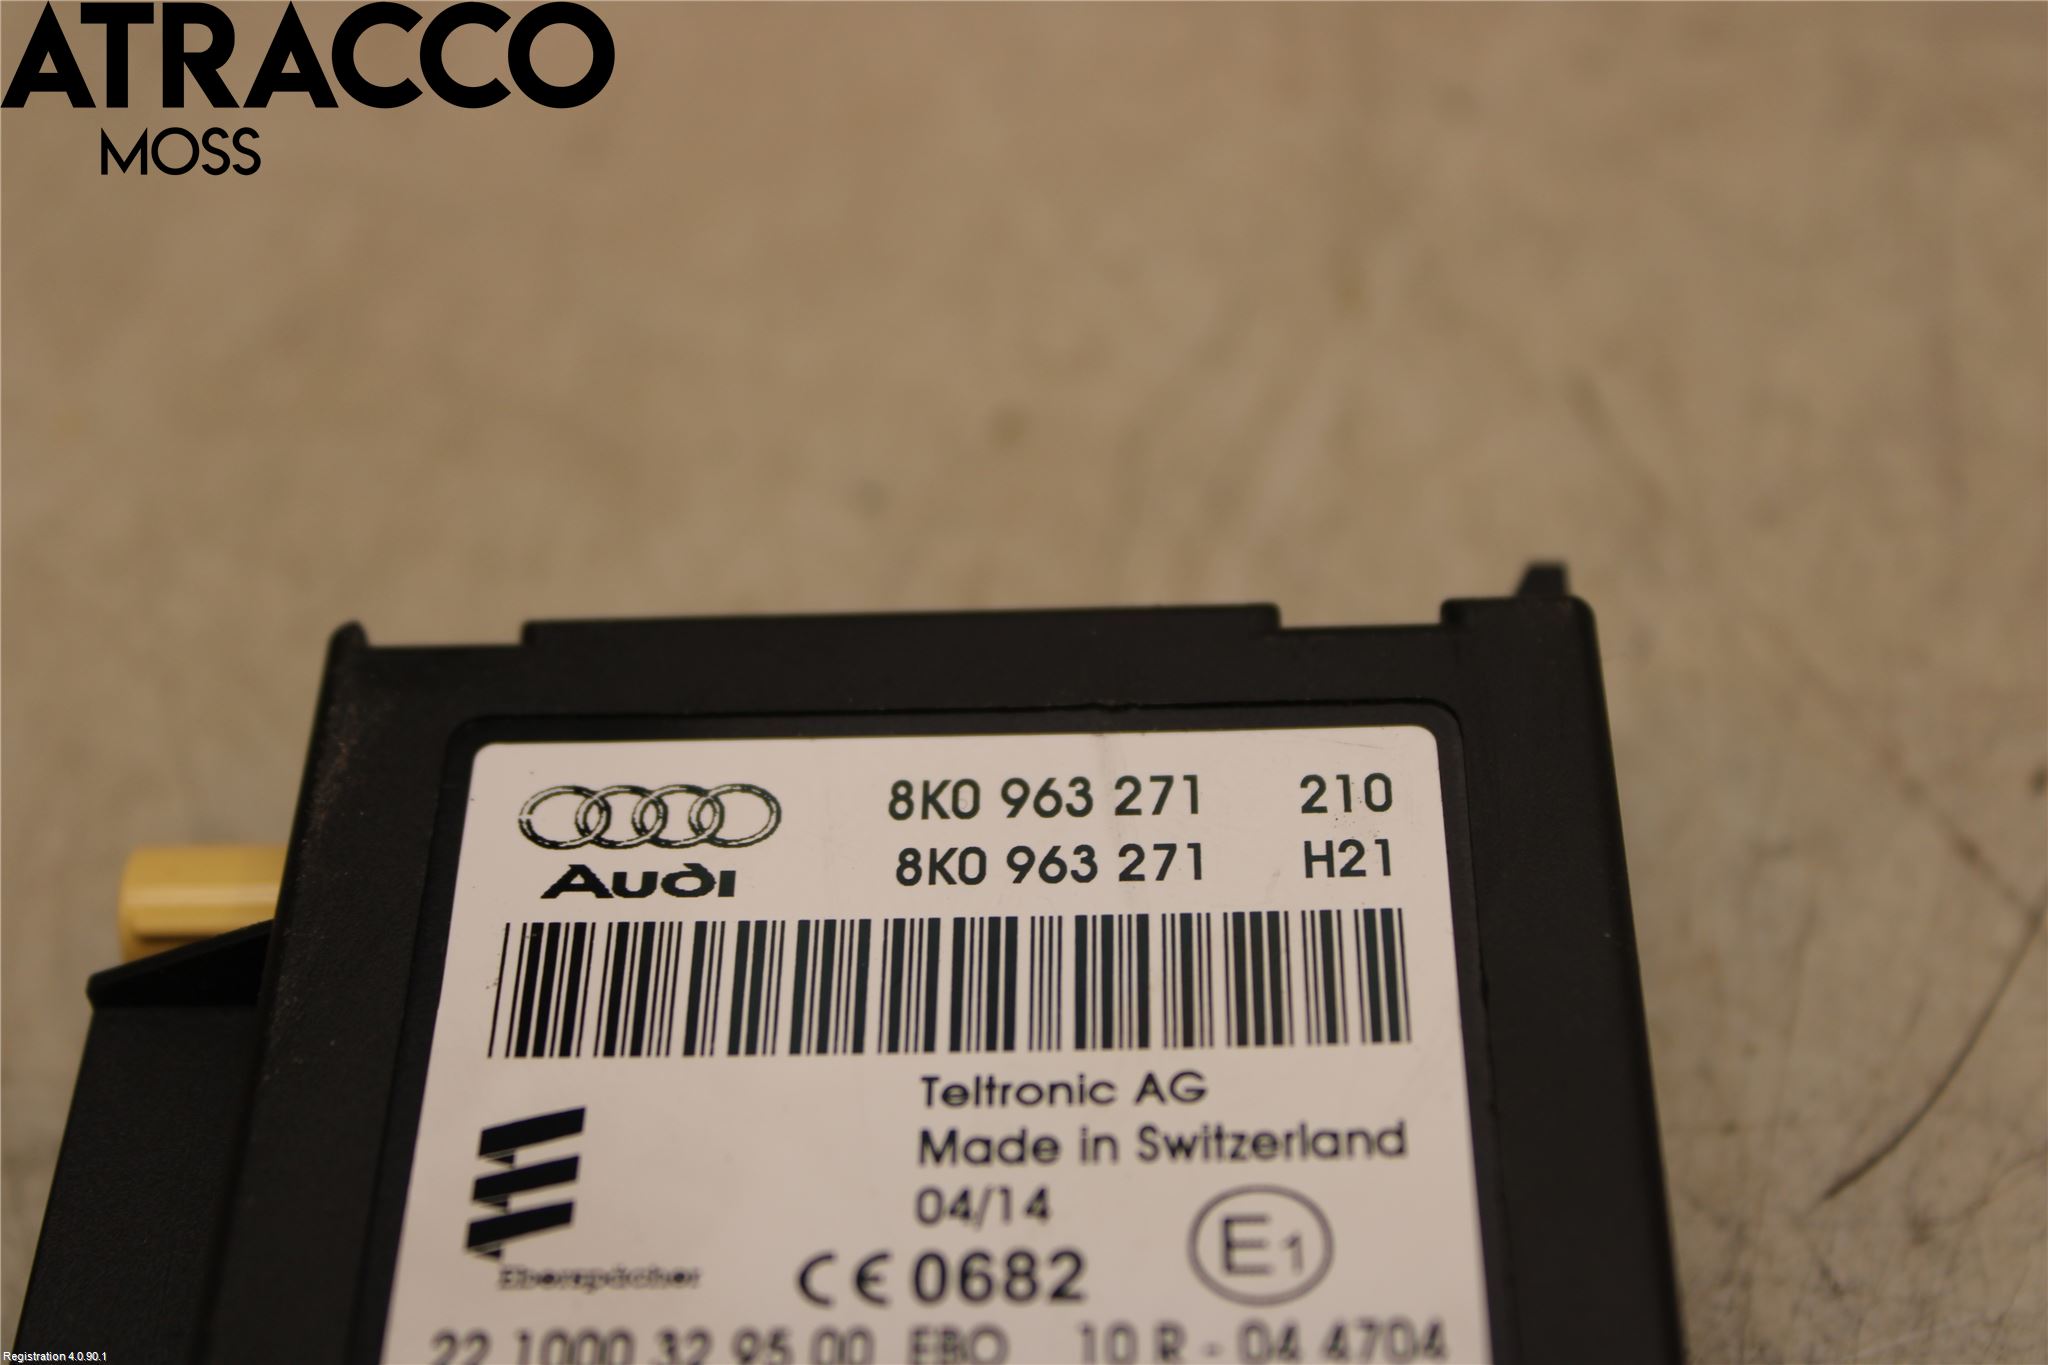 ATRACCO
MOSS
Audi
8K0 963 271 210
8K0 963 271 H21
Teltronic AG
Made in Switzerland
04/14
Eberspächer
CE 0682
E1
22 1000 32 95 00 EBO 10 R - 04 4704
Registration 4.0.90.1